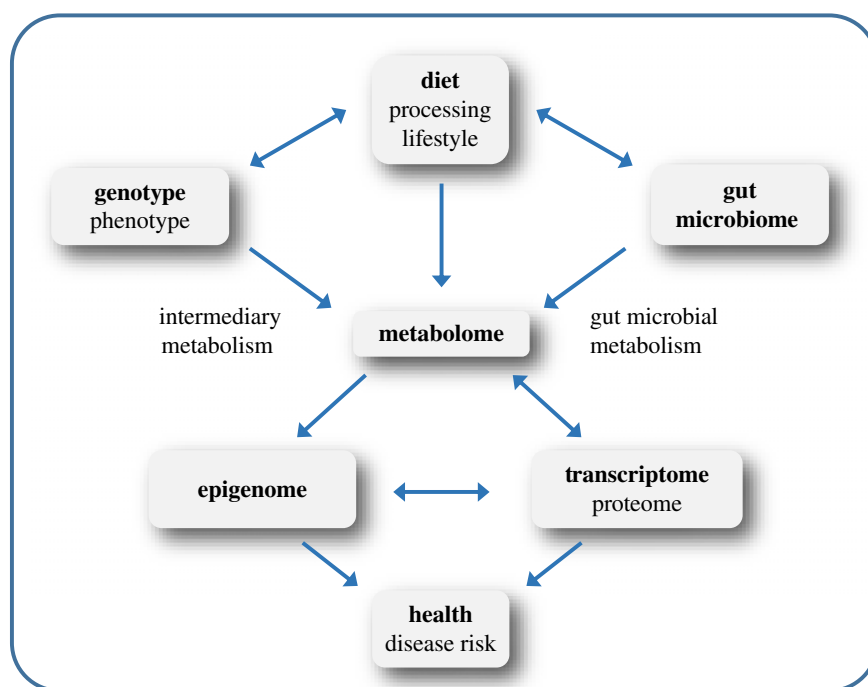 diet
processing
lifestyle
genotype
phenotype
gut
microbiome
intermediary
metabolism
metabolome
gut microbial
metabolism
epigenome
transcriptome
proteome
health
disease risk